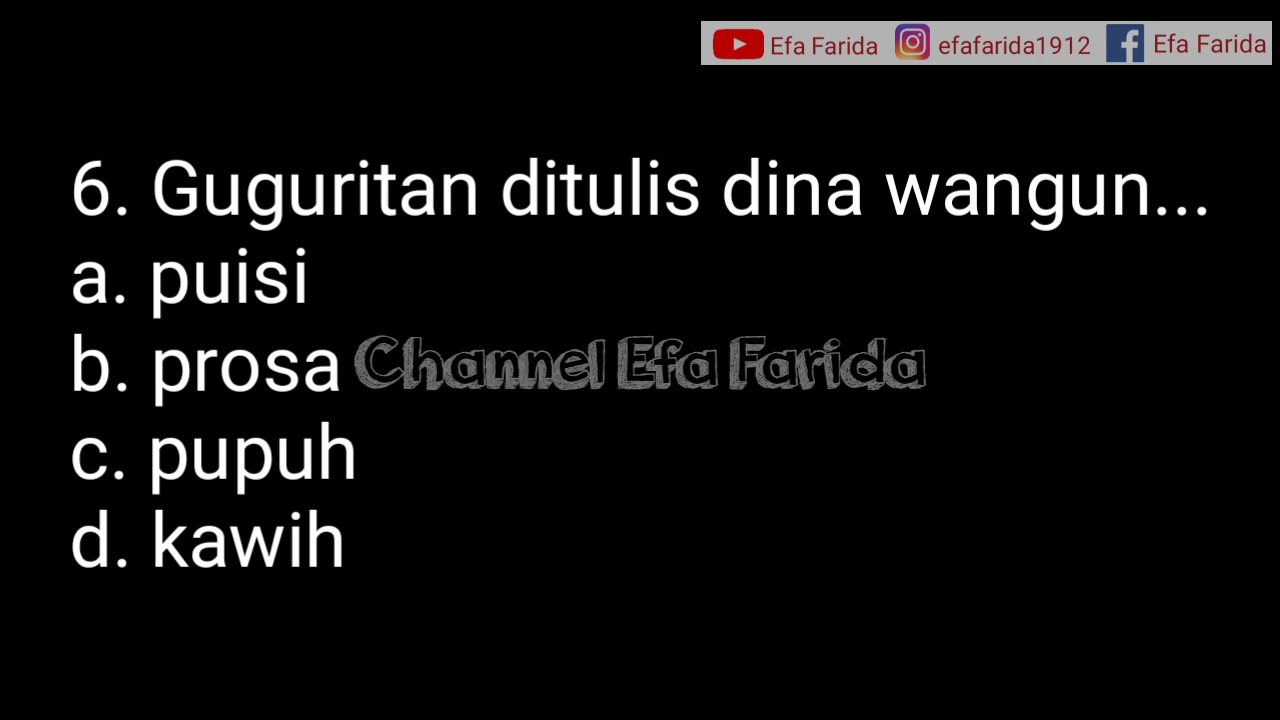 Efa Farida efafarida1912 Efa Farida
6. Guguritan ditulis dina wangun...
a. puisi
b. prosa
Channel Efa Farida
c. pupuh
d. kawih